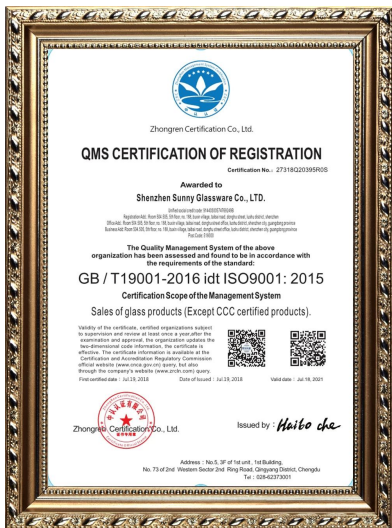 Zhongren Certification Co., Ltd.
QMS CERTIFICATION OF REGISTRATION
Certification No.: 27318Q20395R0S
Awarded to
Shenzhen Sunny Glassware Co., LTD.
The Quality Management System of the above
organization has been assessed and found to be in accordance with
the requirements of the standard:
GB / T19001-2016 idt ISO9001: 2015
Certification Scope of the Management System
Sales of glass products (Except CCC certified products).
Validity of the certificate, certified organizations subject
to supervision and review at least once a year,after the
examination and approval, the organization updates the
two-dimensional code information, the certificate is
effective. The certificate information is available at the
Certification and Accreditation Regulatory Commission
official website (www.cnca.gov.cn) query, but also
through the company's website (www.zrcln.com) query.
First certified date : Jul.19, 2018 Date of Issued : Jul.19, 2018 Valid date : Jul.18, 2021
Zhongren Certification Co., Ltd.
Issued by : Haibo che
Address : No.5, 3F of 1st unit , 1st Building,
No. 73 of 2nd Western Sector 2nd Ring Road, Qingyang District, Chengdu
Tel : 028-62373001